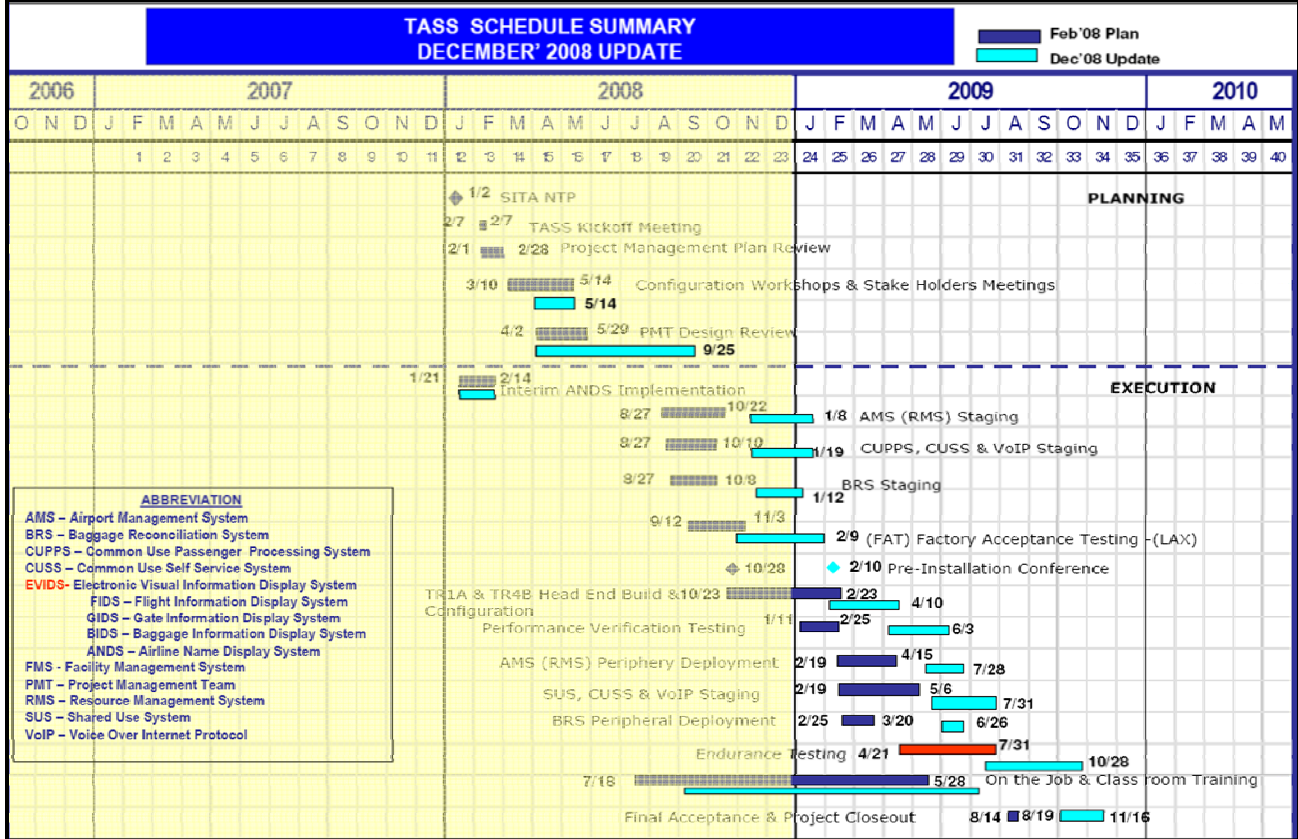 TASS SCHEDULE SUMMARY
DECEMBER' 2008 UPDATE
Feb'08 Plan
Dec'08 Update
2006 2007 2008 2009 2010
O N D J F M A M J J A S O N D J F M A M J J A S O N D J F M A M J J A S O N D J F M A M
1 2 3 4 5 6 7 8 9 10 11 12 13 14 15 16 17 18 19 20 21 22 23 24 25 26 27 28 29 30 31 32 33 34 35 36 37 38 39 40
1/2 SITA NTP
PLANNING
2/7 2/7 TASS Kickoff Meeting
2/1 2/28 Project Management Plan Review
3/10 5/14 Configuration Workshops & Stake Holders Meetings
5/14
4/2 5/29 PMT Design Review
9/25
1/21 2/14
Interim ANDS Implementation
EXECUTION
8/27 10/22
1/8 AMS (RMS) Staging
8/27 10/10
1/19 CUPPS, CUSS & VoIP Staging
8/27 10/8
1/12 BRS Staging
9/12 11/3
2/9 (FAT) Factory Acceptance Testing -(LAX)
10/28 2/10 Pre-Installation Conference
TR1A & TR4B Head End Build & 10/23 2/23
Configuration
4/10
Performance Verification Testing 1/11 2/25
6/3
AMS (RMS) Periphery Deployment 2/19 4/15
7/28
SUS, CUSS & VoIP Staging 2/19 5/6
7/31
BRS Peripheral Deployment 2/25 3/20 6/26
Endurance Testing 4/21 7/31
10/28
7/18 5/28 On the Job & Class room Training
Final Acceptance & Project Closeout 8/14 8/19 11/16
ABBREVIATION
AMS – Airport Management System
BRS – Baggage Reconciliation System
CUPPS – Common Use Passenger Processing System
CUSS – Common Use Self Service System
EVIDS- Electronic Visual Information Display System
FIDS – Flight Information Display System
GIDS – Gate Information Display System
BIDS – Baggage Information Display System
ANDS – Airline Name Display System
FMS - Facility Management System
PMT – Project Management Team
RMS – Resource Management System
SUS – Shared Use System
VoIP – Voice Over Internet Protocol